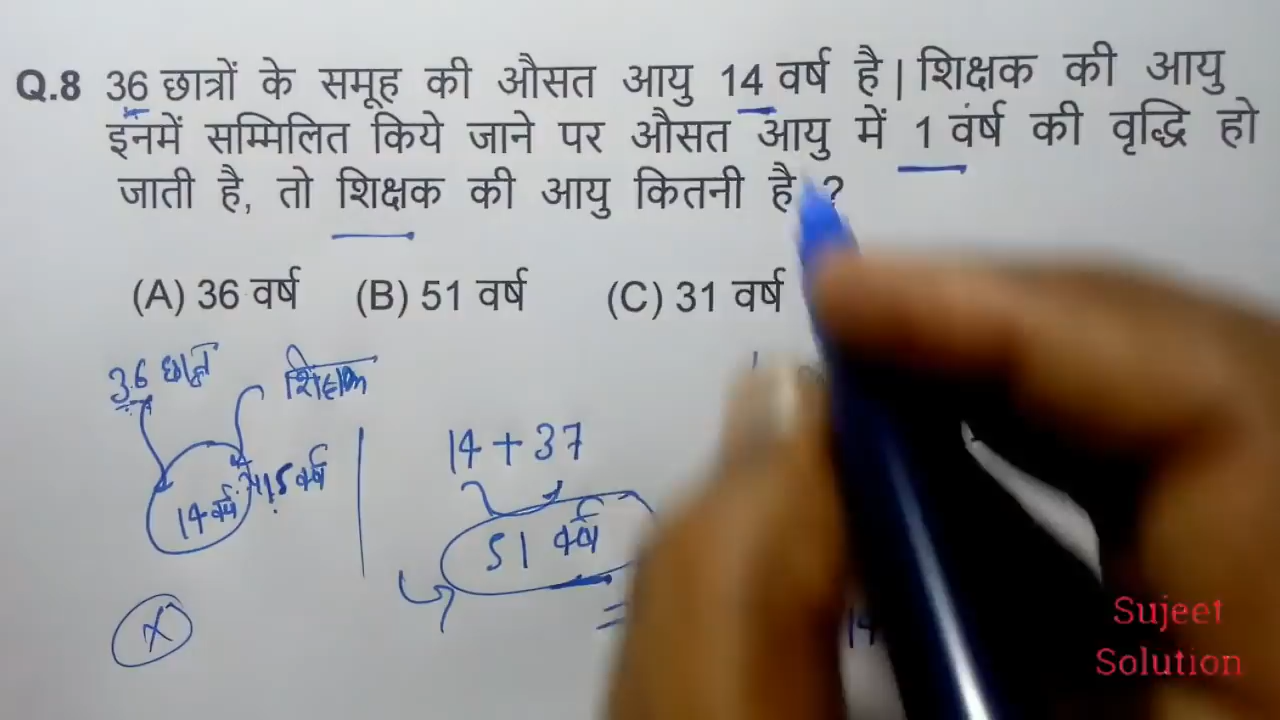 Q.8 36 छात्रों के समूह की औसत आयु 14 वर्ष है | शिक्षक की आयु
इनमें सम्मिलित किये जाने पर औसत आयु में 1 वर्ष की वृद्धि हो
जाती है, तो शिक्षक की आयु कितनी है ?
(A) 36 वर्ष (B) 51 वर्ष (C) 31 वर्ष
36 छात्र शिक्षक
14 + 37
14 वर्ष 15 वर्ष
51 वर्ष
=
x
14
Sujeet
Solution